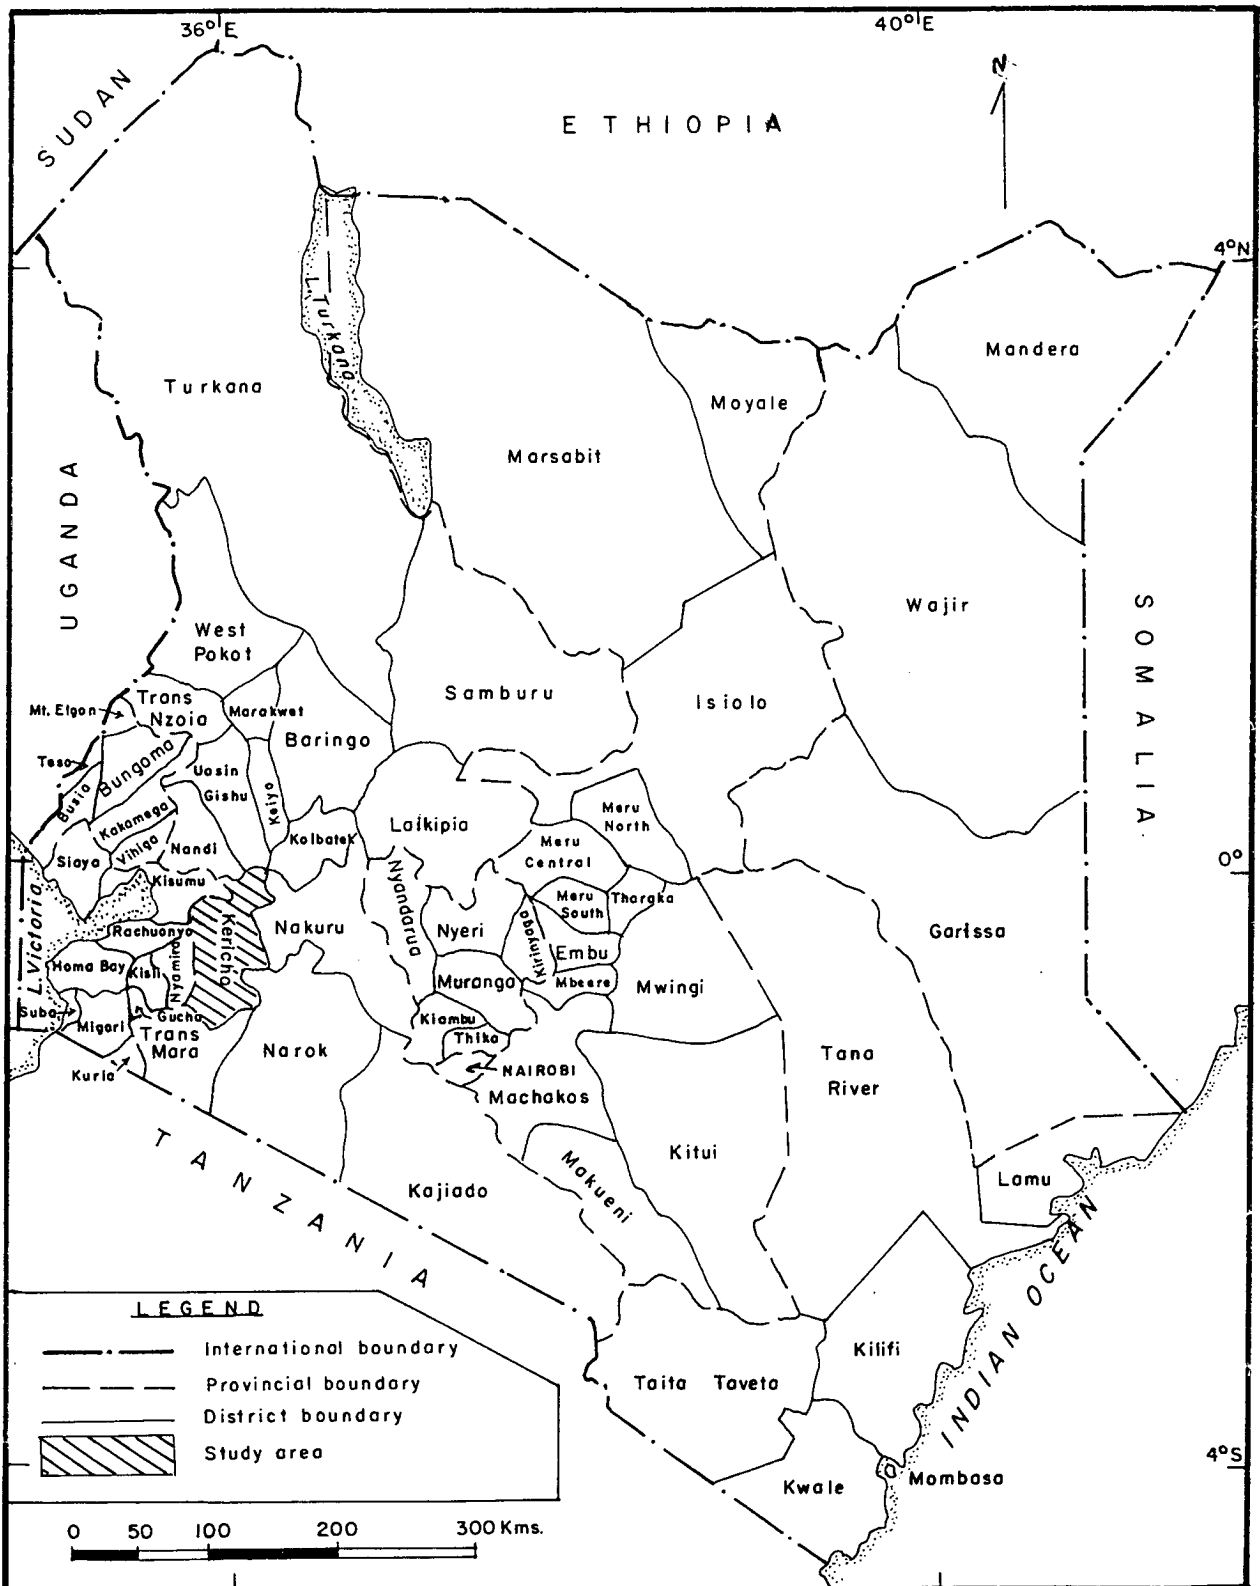 36°E
40°E
N
SUDAN
ETHIOPIA
4°N
L. Turkana
Mandera
Turkana
Moyale
Marsabit
UGANDA
SOMALIA
Wajir
West
Pokot
Samburu
Isiolo
Trans
Nzoia
Mt. Elgon
Marakwet
Baringo
Teso
Bungoma
Uasin
Gishu
Busia
Keiyo
Meru
North
Kakamega
Laikipia
Koibatek
Meru
Central
Vihiga
Nandi
Siaya
0°
Kisumu
Nyandarua
Meru
South
Tharaka
L. Victoria
Kericho
Nakuru
Nyeri
Kirinyaga
Garissa
Rachuonyo
Embu
Homa Bay
Kisii
Nyamira
Muranga
Mbeere
Mwingi
Suba
Migori
Gucha
Kiambu
Trans
Mara
Narok
Thika
Tana
River
Kuria
NAIROBI
Machakos
TANZANIA
Kitui
Makueni
Kajiado
Lamu
INDIAN OCEAN
LEGEND
International boundary
Provincial boundary
District boundary
Study area
Kilifi
Taita Taveta
4°S
Kwale
Mombasa
0 50 100 200 300 Kms.